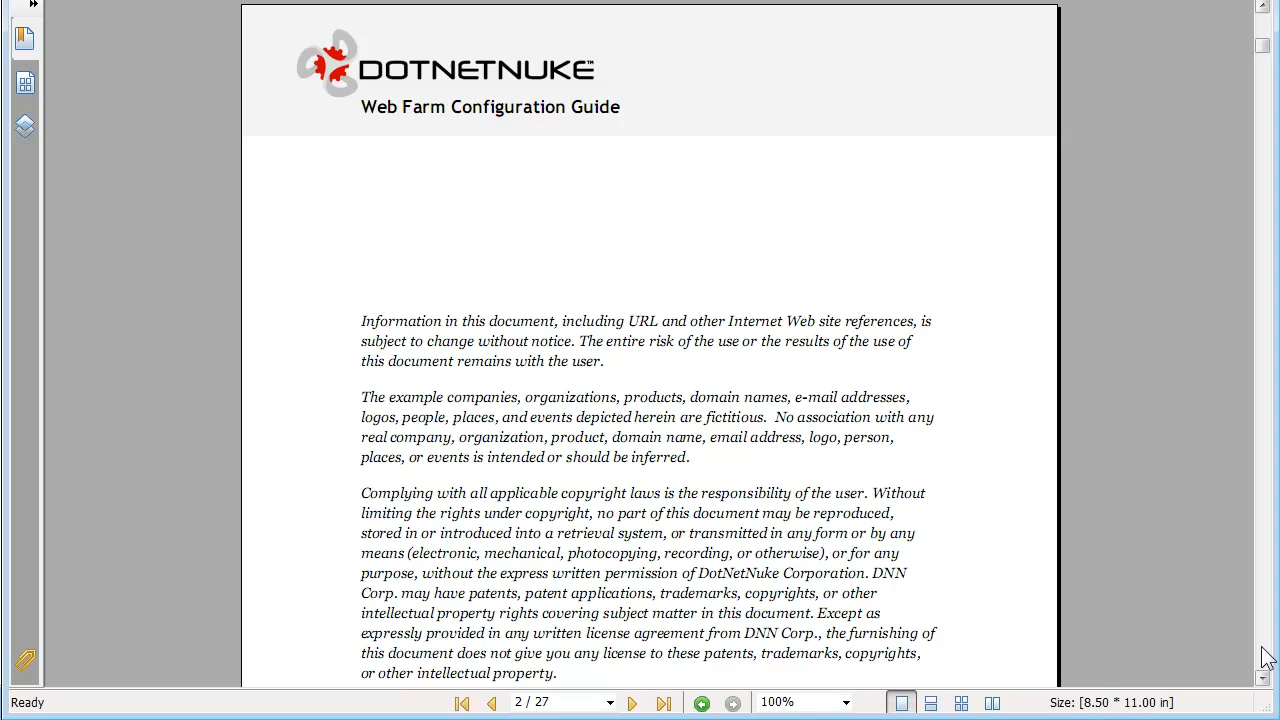 DOTNETNUKE™
Web Farm Configuration Guide
Information in this document, including URL and other Internet Web site references, is
subject to change without notice. The entire risk of the use or the results of the use of
this document remains with the user.
The example companies, organizations, products, domain names, e-mail addresses,
logos, people, places, and events depicted herein are fictitious.  No association with any
real company, organization, product, domain name, email address, logo, person,
places, or events is intended or should be inferred.
Complying with all applicable copyright laws is the responsibility of the user. Without
limiting the rights under copyright, no part of this document may be reproduced,
stored in or introduced into a retrieval system, or transmitted in any form or by any
means (electronic, mechanical, photocopying, recording, or otherwise), or for any
purpose, without the express written permission of DotNetNuke Corporation. DNN
Corp. may have patents, patent applications, trademarks, copyrights, or other
intellectual property rights covering subject matter in this document. Except as
expressly provided in any written license agreement from DNN Corp., the furnishing of
this document does not give you any license to these patents, trademarks, copyrights,
or other intellectual property.
Ready 2 / 27 100% Size: [8.50 * 11.00 in]